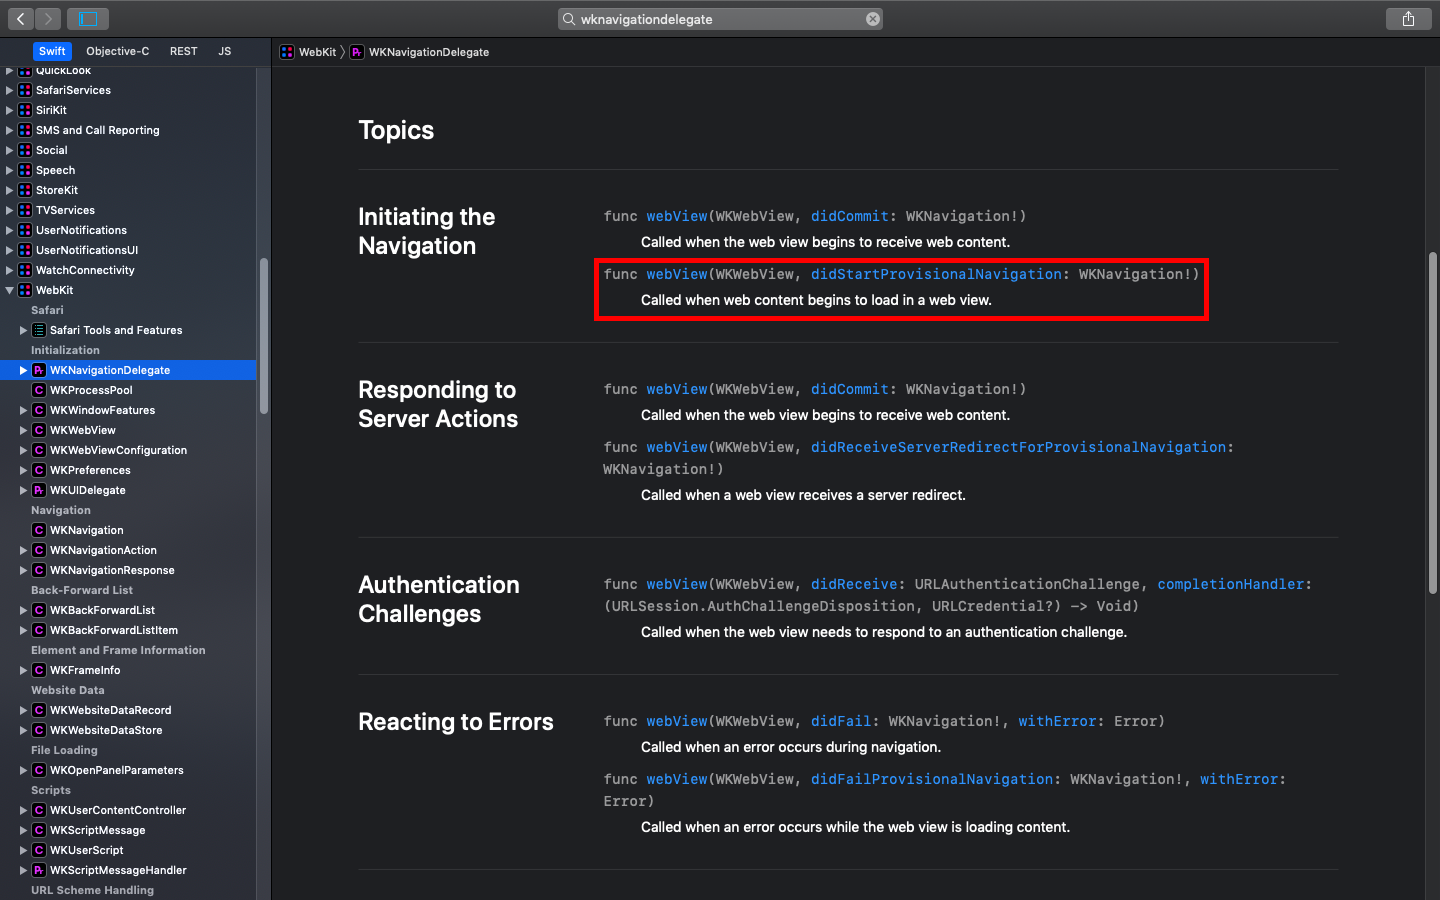 wknavigationdelegate
Swift
Objective-C
REST
JS
WebKit
WKNavigationDelegate
QuickLook
SafariServices
SiriKit
SMS and Call Reporting
Social
Speech
StoreKit
TVServices
UserNotifications
UserNotificationsUI
WatchConnectivity
WebKit
Safari
Safari Tools and Features
Initialization
Pr WKNavigationDelegate
C WKProcessPool
C WKWindowFeatures
C WKWebView
C WKWebViewConfiguration
C WKPreferences
Pr WKUIDelegate
Navigation
C WKNavigation
C WKNavigationAction
C WKNavigationResponse
Back-Forward List
C WKBackForwardList
C WKBackForwardListItem
Element and Frame Information
C WKFrameInfo
Website Data
C WKWebsiteDataRecord
C WKWebsiteDataStore
File Loading
C WKOpenPanelParameters
Scripts
C WKUserContentController
C WKScriptMessage
C WKUserScript
Pr WKScriptMessageHandler
URL Scheme Handling
Topics
Initiating the
Navigation
func webView(WKWebView, didCommit: WKNavigation!)
Called when the web view begins to receive web content.
func webView(WKWebView, didStartProvisionalNavigation: WKNavigation!)
Called when web content begins to load in a web view.
Responding to
Server Actions
func webView(WKWebView, didCommit: WKNavigation!)
Called when the web view begins to receive web content.
func webView(WKWebView, didReceiveServerRedirectForProvisionalNavigation:
WKNavigation!)
Called when a web view receives a server redirect.
Authentication
Challenges
func webView(WKWebView, didReceive: URLAuthenticationChallenge, completionHandler:
(URLSession.AuthChallengeDisposition, URLCredential?) -> Void)
Called when the web view needs to respond to an authentication challenge.
Reacting to Errors
func webView(WKWebView, didFail: WKNavigation!, withError: Error)
Called when an error occurs during navigation.
func webView(WKWebView, didFailProvisionalNavigation: WKNavigation!, withError:
Error)
Called when an error occurs while the web view is loading content.